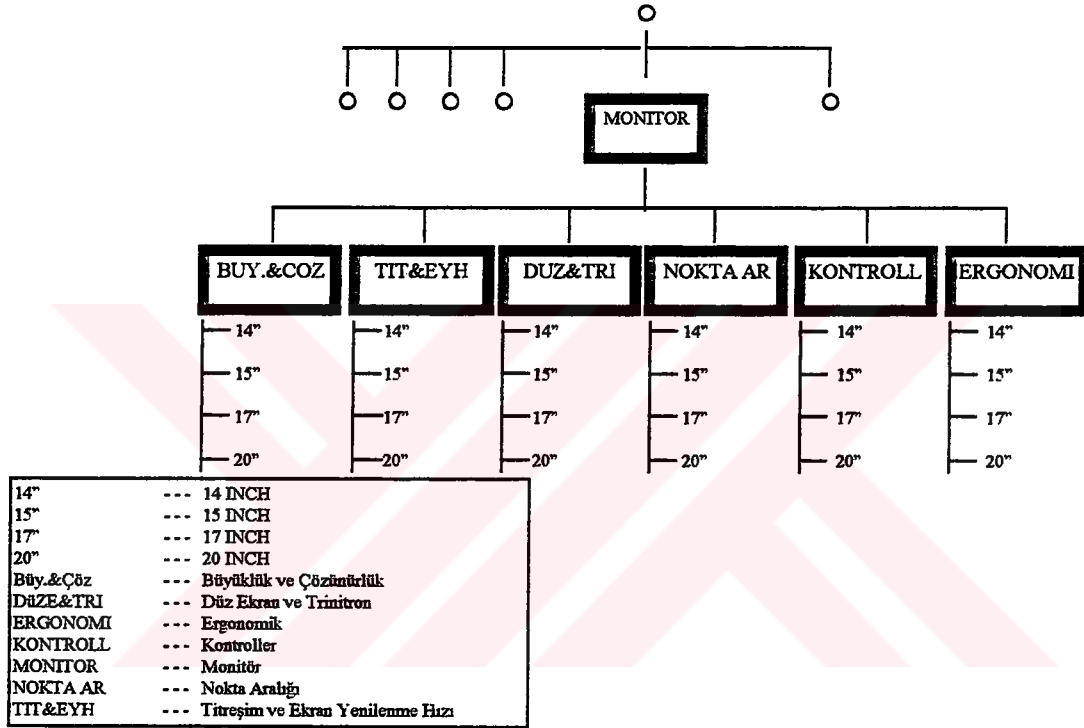 MONITOR
BUY.&COZ TIT&EYH DUZ&TRI NOKTA AR KONTROLL ERGONOMI
14" 14" 14" 14" 14" 14"
15" 15" 15" 15" 15" 15"
17" 17" 17" 17" 17" 17"
20" 20" 20" 20" 20" 20"
14" --- 14 INCH
15" --- 15 INCH
17" --- 17 INCH
20" --- 20 INCH
Büy.&Çöz --- Büyüklük ve Çözünürlük
DüZE&TRI --- Düz Ekran ve Trinitron
ERGONOMI --- Ergonomik
KONTROLL --- Kontroller
MONITOR --- Monitör
NOKTA AR --- Nokta Aralığı
TIT&EYH --- Titreşim ve Ekran Yenilenme Hızı